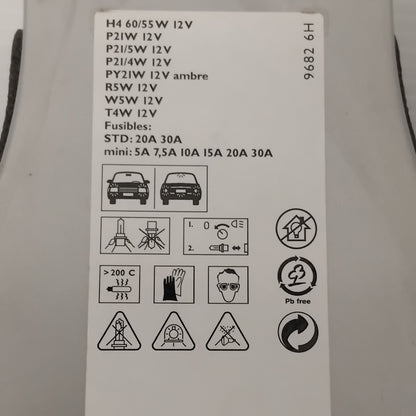 H4 60/55W 12V
P21W 12V
P21/5W 12V
P21/4W 12V
PY21W 12V ambre
R5W 12V
W5W 12V
T4W 12V
Fusibles:
STD: 20A 30A
mini: 5A 7,5A 10A 15A 20A 30A
9682 6H
1. 0
2.
>200 C
Pb free